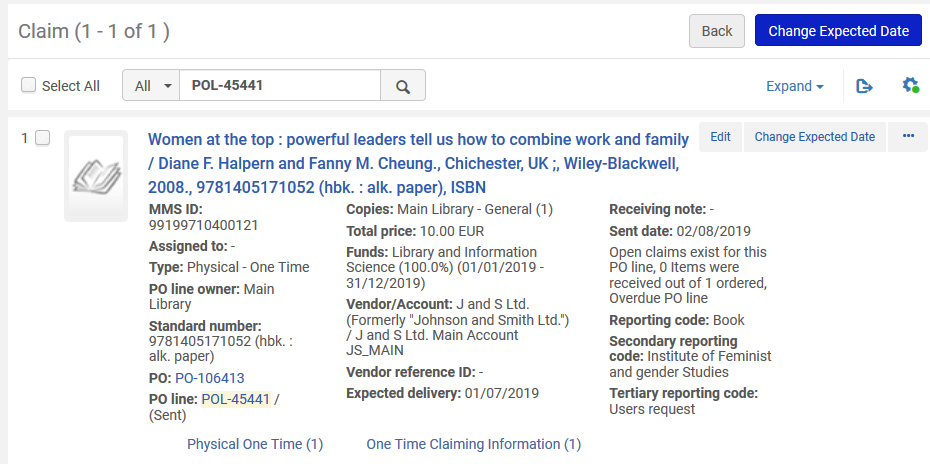 Claim (1 - 1 of 1 )
Back
Change Expected Date
Select All
All
POL-45441
Expand
1
Women at the top : powerful leaders tell us how to combine work and family
/ Diane F. Halpern and Fanny M. Cheung., Chichester, UK ;, Wiley-Blackwell,
2008., 9781405171052 (hbk. : alk. paper), ISBN
Edit
Change Expected Date
MMS ID:
99199710400121
Assigned to: -
Type: Physical - One Time
PO line owner: Main
Library
Standard number:
9781405171052 (hbk. :
alk. paper)
PO: PO-106413
PO line: POL-45441 /
(Sent)
Copies: Main Library - General (1)
Total price: 10.00 EUR
Funds: Library and Information
Science (100.0%) (01/01/2019 -
31/12/2019)
Vendor/Account: J and S Ltd.
(Formerly "Johnson and Smith Ltd.")
/ J and S Ltd. Main Account
JS_MAIN
Vendor reference ID: -
Expected delivery: 01/07/2019
Receiving note: -
Sent date: 02/08/2019
Open claims exist for this
PO line, 0 Items were
received out of 1 ordered,
Overdue PO line
Reporting code: Book
Secondary reporting
code: Institute of Feminist
and gender Studies
Tertiary reporting code:
Users request
Physical One Time (1)
One Time Claiming Information (1)